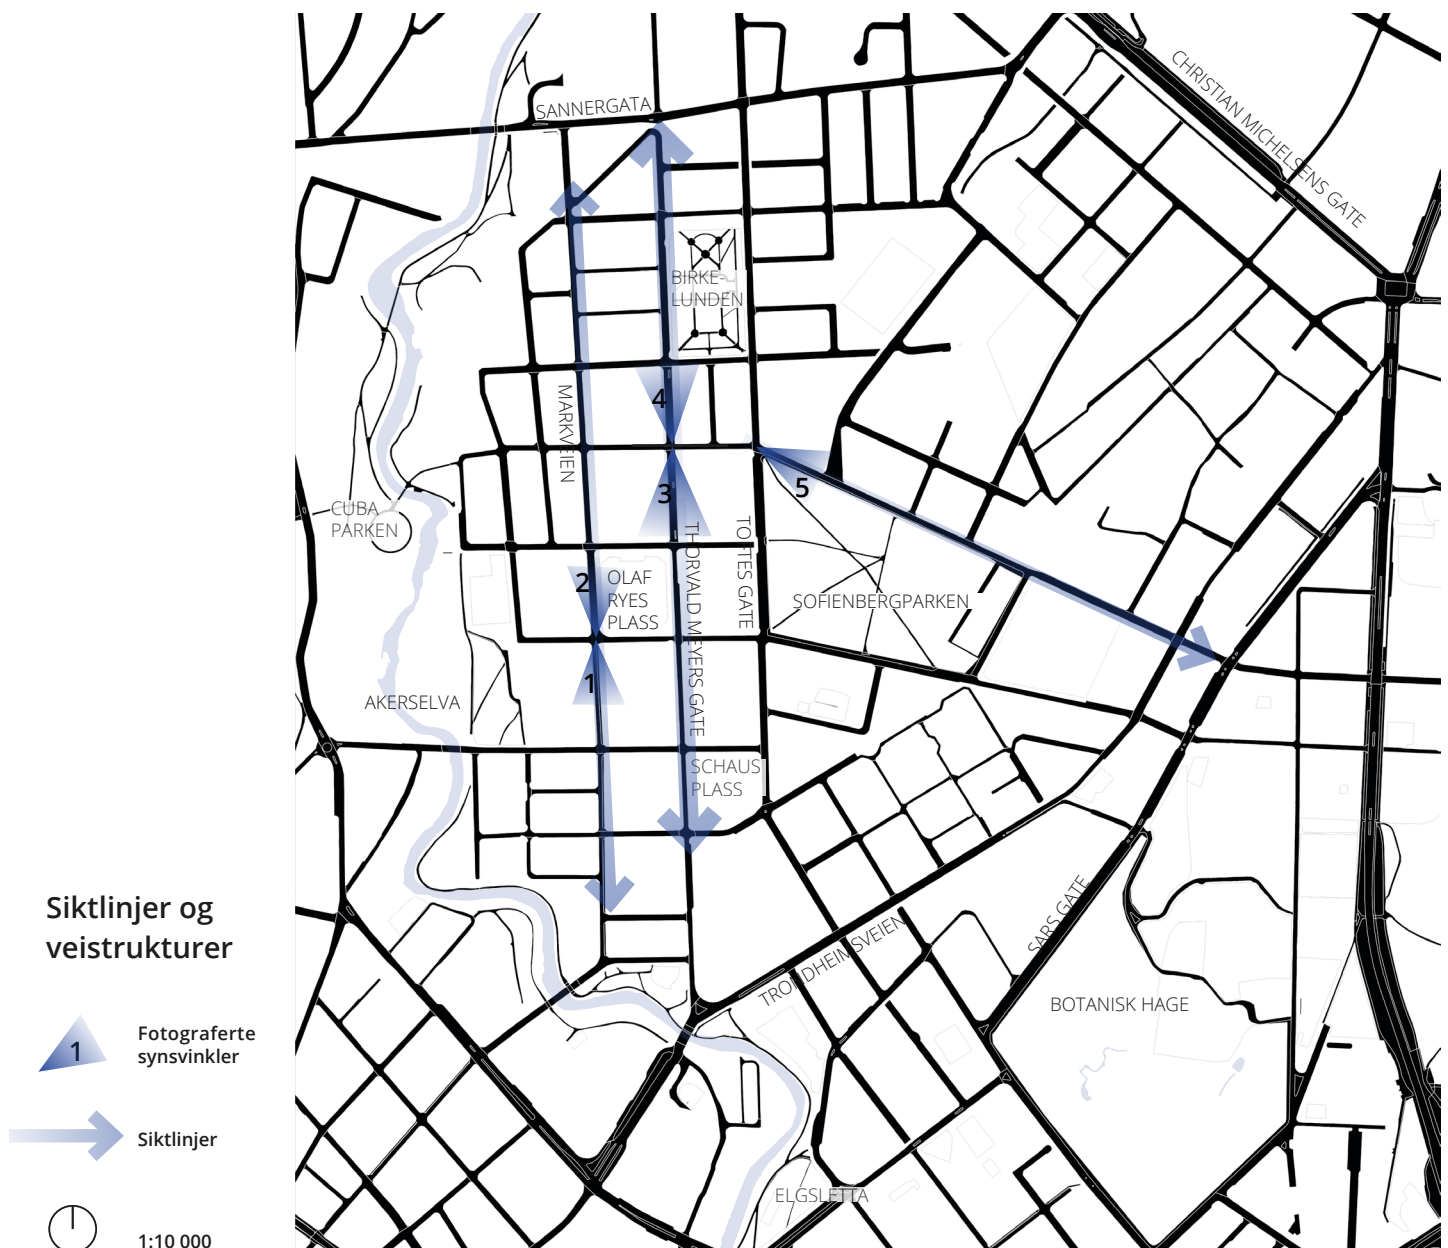 SANNERGATA
CHRISTIAN MICHELSENS GATE
BIRKE-
LUNDEN
MARKVEIEN
4
3
5
CUBA
PARKEN
THORVALD MEYERS GATE
TOFTES GATE
2
OLAF
RYES
PLASS
SOFIENBERGPARKEN
1
AKERSELVA
SCHAUS
PLASS
SARS GATE
TRONDHEIMSVEIEN
BOTANISK HAGE
ELGSLETTA
Siktlinjer og
veistrukturer
1
Fotograferte
synsvinkler
Siktlinjer
1:10 000